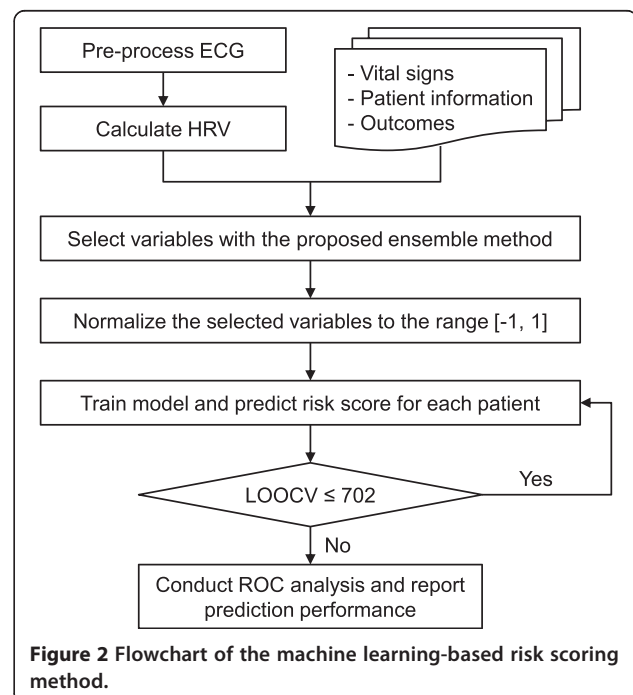 Pre-process ECG
Calculate HRV
- Vital signs
- Patient information
- Outcomes
Select variables with the proposed ensemble method
Normalize the selected variables to the range [-1, 1]
Train model and predict risk score for each patient
LOOCV ≤ 702
Yes
No
Conduct ROC analysis and report
prediction performance
Figure 2 Flowchart of the machine learning-based risk scoring
method.